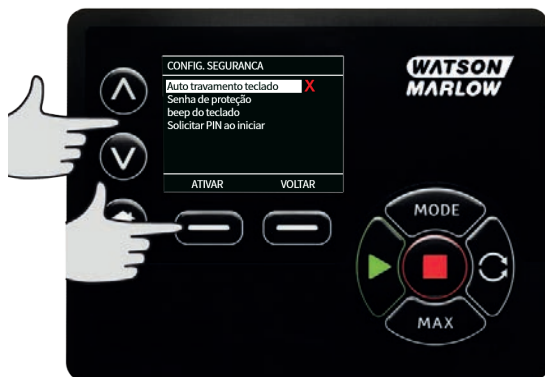 CONFIG. SEGURANCA
Auto travamento teclado X
Senha de proteção
beep do teclado
Solicitar PIN ao iniciar
ATIVAR VOLTAR
WATSON
MARLOW
MODE
MAX